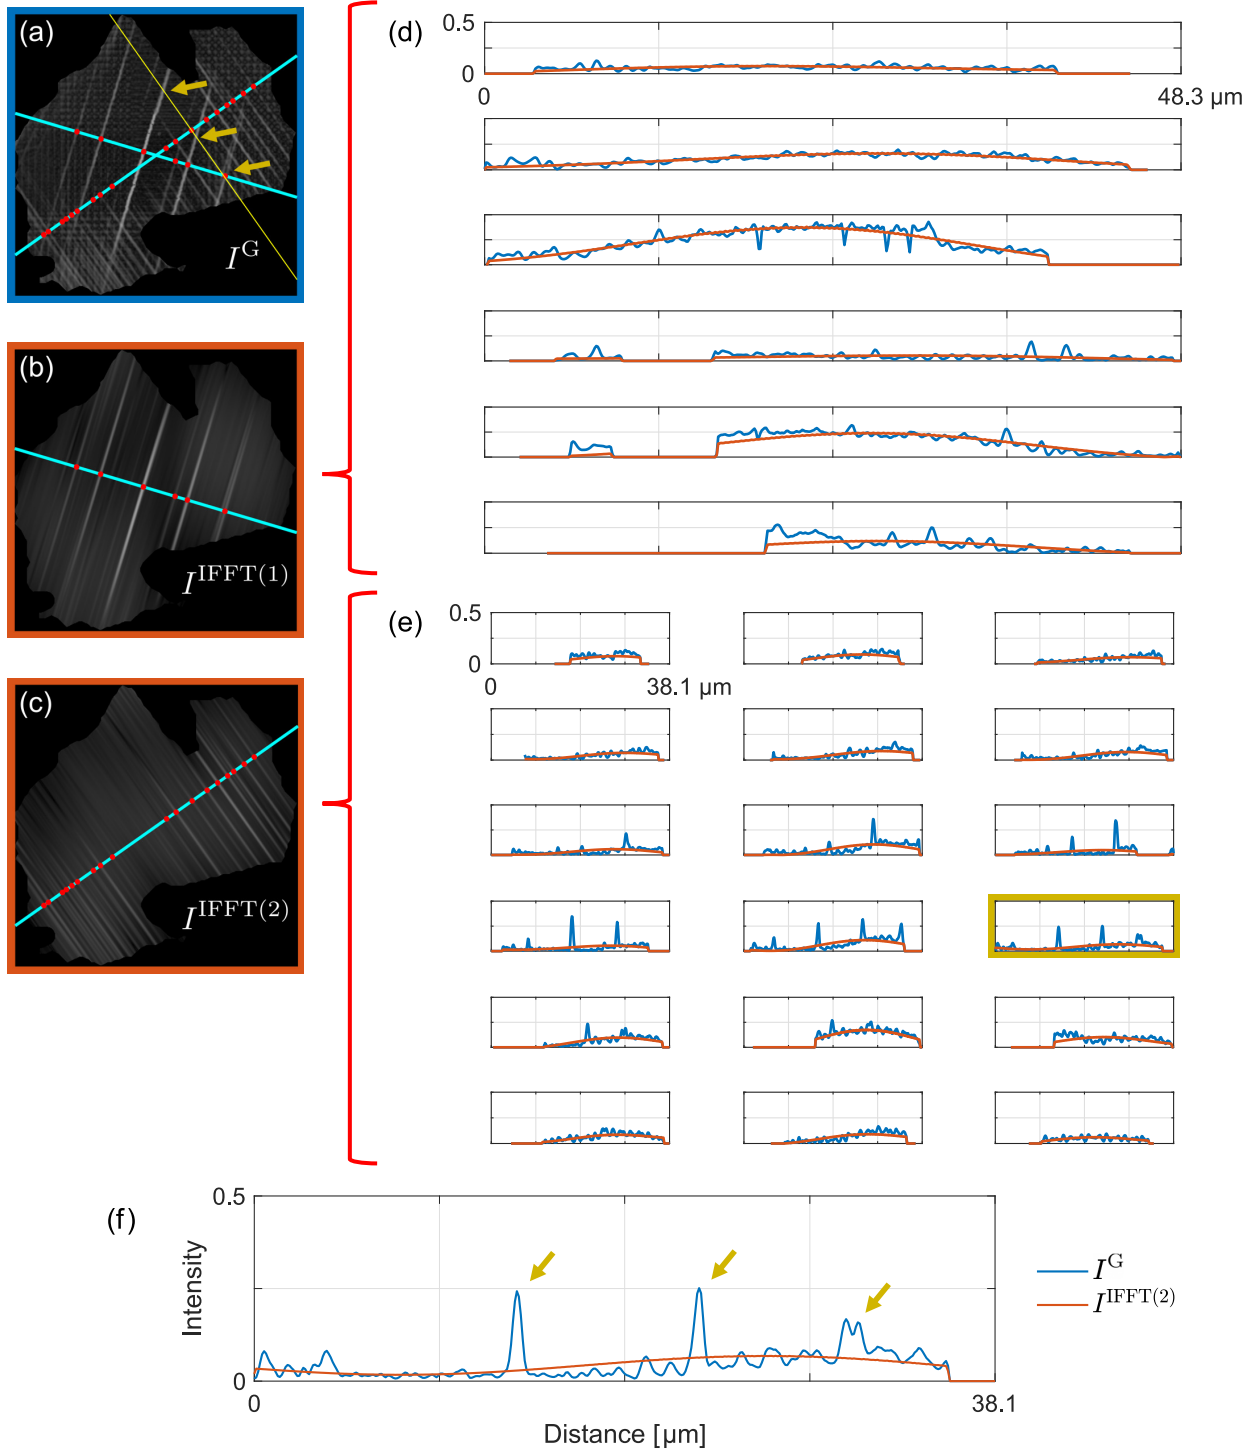 (a)
I^G
(b)
I^IFFT(1)
(c)
I^IFFT(2)
(d)
0.5
0
0 48.3 μm
(e)
0.5
0
0 38.1 μm
(f)
0.5
0
Intensity
0 38.1
Distance [μm]
I^G
I^IFFT(2)